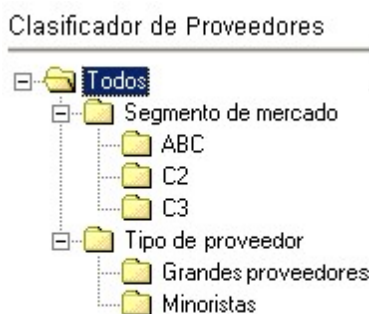 Clasificador de Proveedores
Todos
Segmento de mercado
ABC
C2
C3
Tipo de proveedor
Grandes proveedores
Minoristas